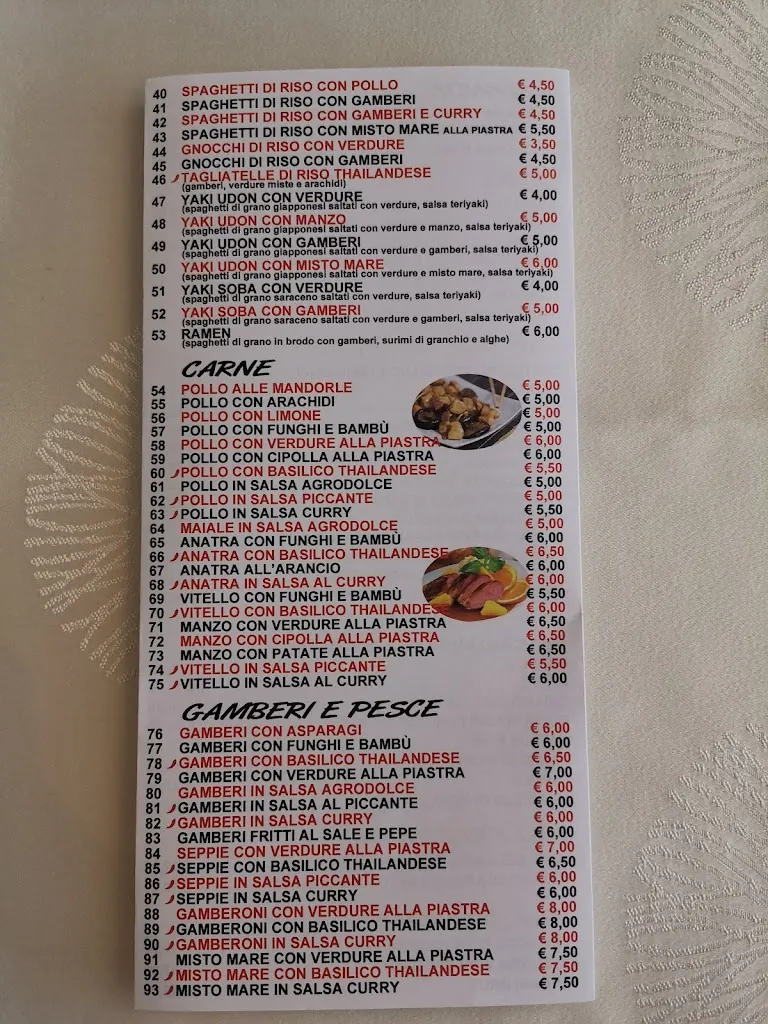 40 SPAGHETTI DI RISO CON POLLO € 4,50
41 SPAGHETTI DI RISO CON GAMBERI € 4,50
42 SPAGHETTI DI RISO CON GAMBERI E CURRY € 4,50
43 SPAGHETTI DI RISO CON MISTO MARE ALLA PIASTRA € 5,50
44 GNOCCHI DI RISO CON VERDURE € 3,50
45 GNOCCHI DI RISO CON GAMBERI € 4,50
46 TAGLIATELLE DI RISO THAILANDESE € 5,00
(gamberi, verdure miste e arachidi)
47 YAKI UDON CON VERDURE € 4,00
(spaghetti di grano giapponesi saltati con verdure, salsa teriyaki)
48 YAKI UDON CON MANZO € 5,00
(spaghetti di grano giapponesi saltati con verdure e manzo, salsa teriyaki)
49 YAKI UDON CON GAMBERI € 5,00
(spaghetti di grano giapponesi saltati con verdure e gamberi, salsa teriyaki)
50 YAKI UDON CON MISTO MARE € 6,00
(spaghetti di grano giapponesi saltati con verdure e misto mare, salsa teriyaki)
51 YAKI SOBA CON VERDURE € 4,00
(spaghetti di grano saraceno saltati con verdure, salsa teriyaki)
52 YAKI SOBA CON GAMBERI € 5,00
(spaghetti di grano saraceno saltati con verdure e gamberi, salsa teriyaki)
53 RAMEN € 6,00
(spaghetti di grano in brodo con gamberi, surimi di granchio e alghe)
CARNE
54 POLLO ALLE MANDORLE € 5,00
55 POLLO CON ARACHIDI € 5,00
56 POLLO CON LIMONE € 5,00
57 POLLO CON FUNGHI E BAMBÙ € 5,00
58 POLLO CON VERDURE ALLA PIASTRA € 6,00
59 POLLO CON CIPOLLA ALLA PIASTRA € 6,00
60 POLLO CON BASILICO THAILANDESE € 5,50
61 POLLO IN SALSA AGRODOLCE € 5,00
62 POLLO IN SALSA PICCANTE € 5,00
63 POLLO IN SALSA CURRY € 5,50
64 MAIALE IN SALSA AGRODOLCE € 5,00
65 ANATRA CON FUNGHI E BAMBÙ € 6,00
66 ANATRA CON BASILICO THAILANDESE € 6,50
67 ANATRA ALL'ARANCIO € 6,00
68 ANATRA IN SALSA AL CURRY € 6,00
69 VITELLO CON FUNGHI E BAMBÙ € 5,50
70 VITELLO CON BASILICO THAILANDESE € 6,00
71 MANZO CON VERDURE ALLA PIASTRA € 6,50
72 MANZO CON CIPOLLA ALLA PIASTRA € 6,50
73 MANZO CON PATATE ALLA PIASTRA € 6,50
74 VITELLO IN SALSA PICCANTE € 5,50
75 VITELLO IN SALSA AL CURRY € 6,00
GAMBERI E PESCE
76 GAMBERI CON ASPARAGI € 6,00
77 GAMBERI CON FUNGHI E BAMBÙ € 6,00
78 GAMBERI CON BASILICO THAILANDESE € 6,50
79 GAMBERI CON VERDURE ALLA PIASTRA € 7,00
80 GAMBERI IN SALSA AGRODOLCE € 6,00
81 GAMBERI IN SALSA AL PICCANTE € 6,00
82 GAMBERI IN SALSA CURRY € 6,00
83 GAMBERI FRITTI AL SALE E PEPE € 6,00
84 SEPPIE CON VERDURE ALLA PIASTRA € 7,00
85 SEPPIE CON BASILICO THAILANDESE € 6,50
86 SEPPIE IN SALSA PICCANTE € 6,00
87 SEPPIE IN SALSA CURRY € 6,00
88 GAMBERONI CON VERDURE ALLA PIASTRA € 8,00
89 GAMBERONI CON BASILICO THAILANDESE € 8,00
90 GAMBERONI IN SALSA CURRY € 8,00
91 MISTO MARE CON VERDURE ALLA PIASTRA € 7,50
92 MISTO MARE CON BASILICO THAILANDESE € 7,50
93 MISTO MARE IN SALSA CURRY € 7,50